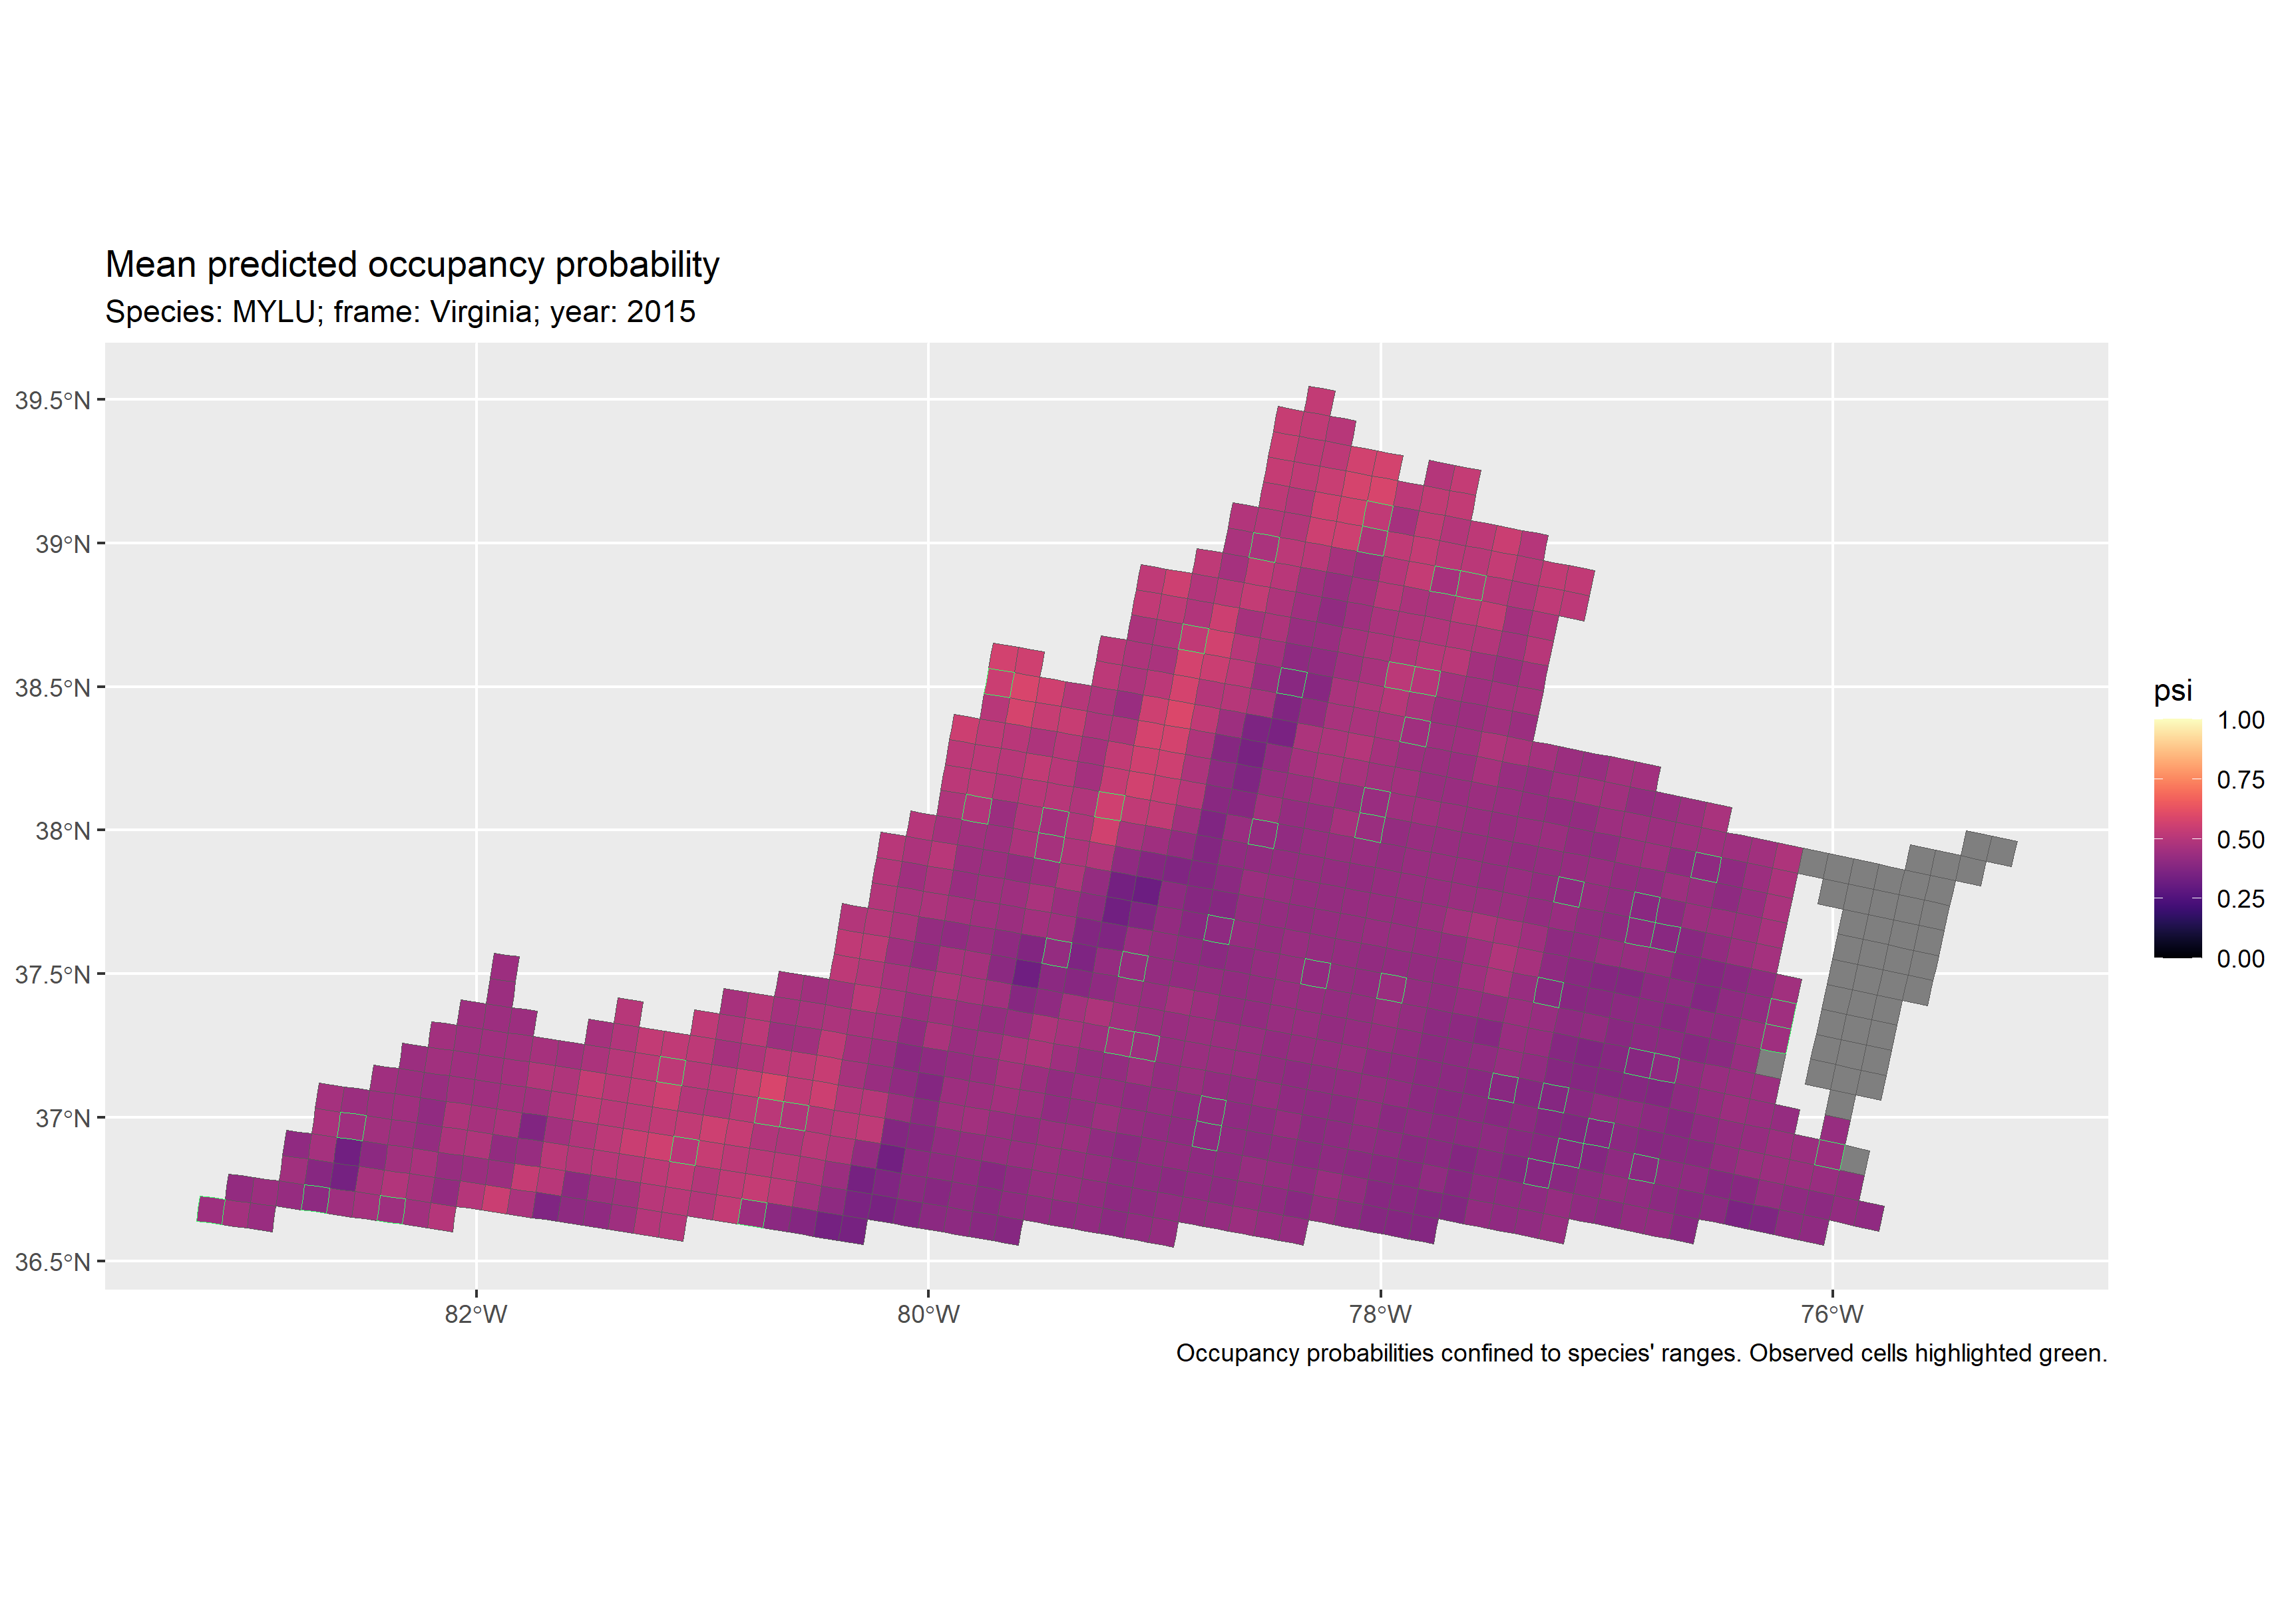 Mean predicted occupancy probability
Species: MYLU; frame: Virginia; year: 2015
39.5°N
39°N
38.5°N
38°N
37.5°N
37°N
36.5°N
82°W
80°W
78°W
76°W
psi
1.00
0.75
0.50
0.25
0.00
Occupancy probabilities confined to species' ranges. Observed cells highlighted green.